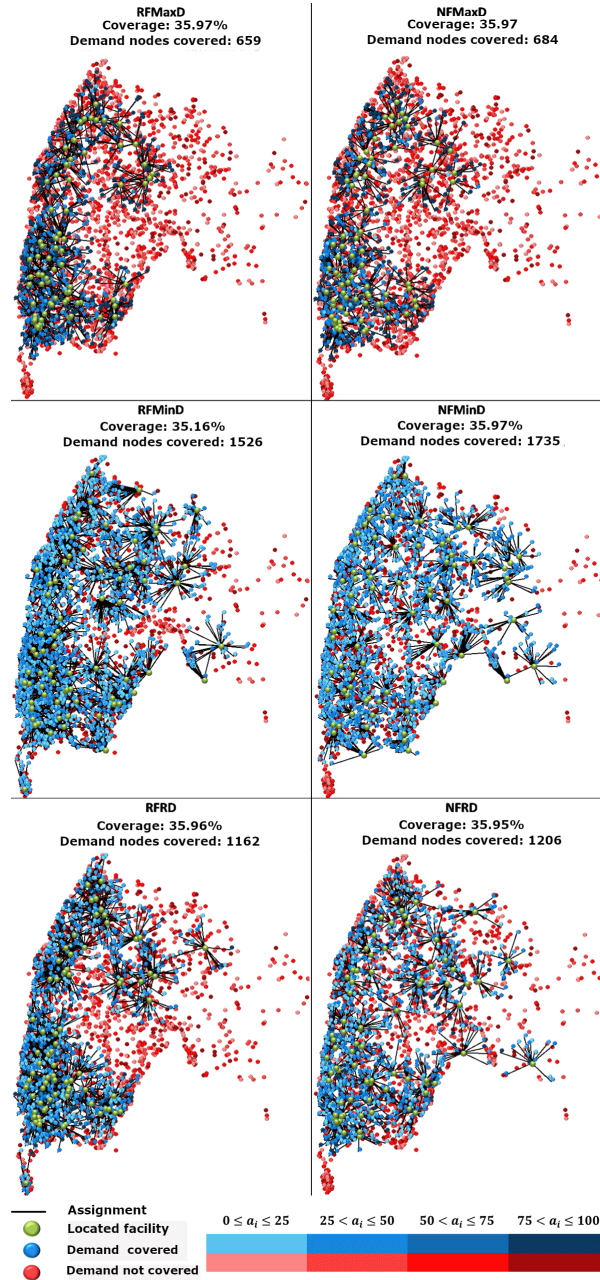 RFMaxD
Coverage: 35.97%
Demand nodes covered: 659
NFMaxD
Coverage: 35.97
Demand nodes covered: 684
RFMinD
Coverage: 35.16%
Demand nodes covered: 1526
NFMinD
Coverage: 35.97%
Demand nodes covered: 1735
RFRD
Coverage: 35.96%
Demand nodes covered: 1162
NFRD
Coverage: 35.95%
Demand nodes covered: 1206
Assignment
Located facility
Demand covered
Demand not covered
0 ≤ aᵢ ≤ 25
25 < aᵢ ≤ 50
50 < aᵢ ≤ 75
75 < aᵢ ≤ 100